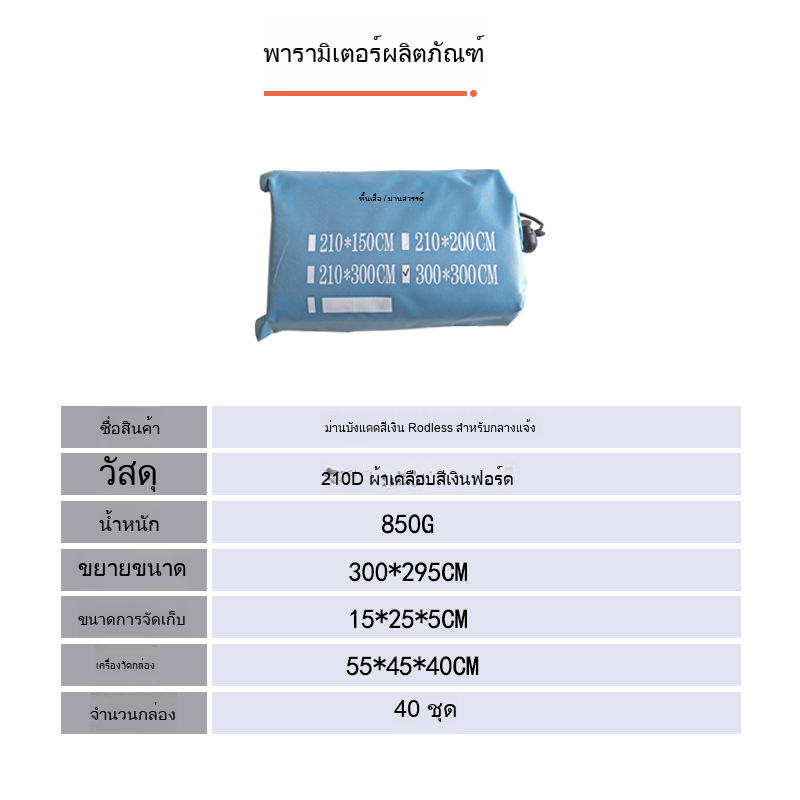 พารามิเตอร์ผลิตภัณฑ์
พื้นเสื่อ / ม่านสวรรค์
210*150CM 210*200CM
210*300CM 300*300CM
ชื่อสินค้า ม่านบังแดดสีเงิน Rodless สำหรับกลางแจ้ง
วัสดุ 210D ผ้าเคลือบสีเงินฟอร์ด
น้ำหนัก 850G
ขยายขนาด 300*295CM
ขนาดการจัดเก็บ 15*25*5CM
เครื่องวัดกล่อง 55*45*40CM
จำนวนกล่อง 40 ชุด